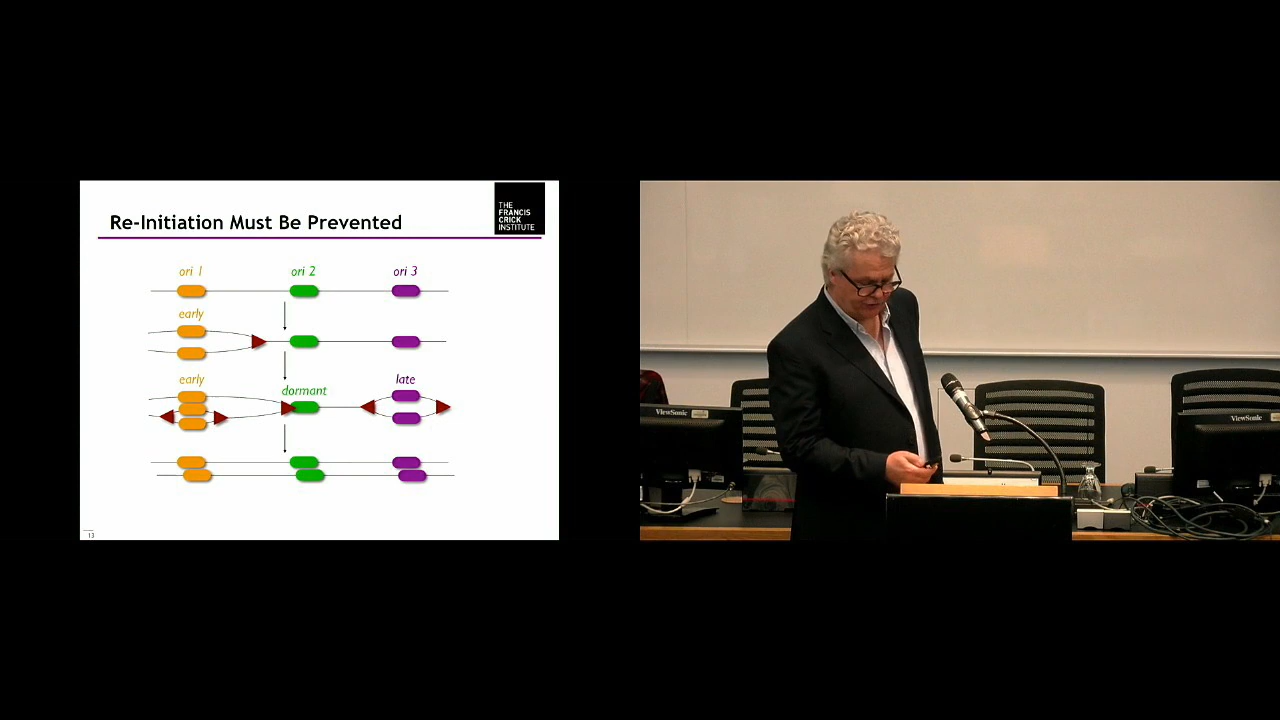 Re-Initiation Must Be Prevented
THE
FRANCIS
CRICK
INSTITUTE
ori 1
ori 2
ori 3
early
early
dormant
late
13
ViewSonic
ViewSonic